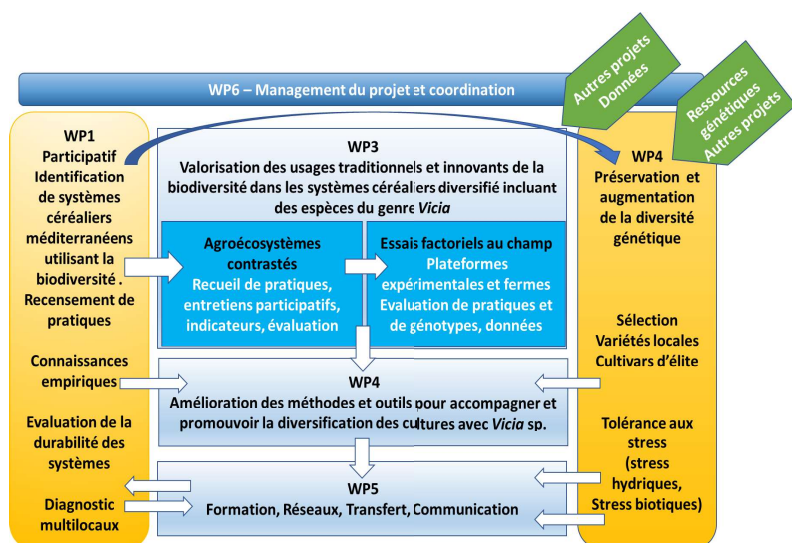 Autres projets
Données
Ressources
génétiques
Autres projets
WP6 – Management du projet et coordination
WP1
Participatif
Identification
de systèmes
céréaliers
méditerranéens
utilisant la
biodiversité .
Recensement de
pratiques
Connaissances
empiriques
Evaluation de la
durabilité des
systèmes
Diagnostic
multilocaux
WP3
Valorisation des usages traditionnels et innovants de la
biodiversité dans les systèmes céréaliers diversifié incluant
des espèces du genre Vicia
Agroécosystèmes
contrastés
Recueil de pratiques,
entretiens participatifs,
indicateurs, évaluation
Essais factoriels au champ
Plateformes
expérimentales et fermes
Evaluation de pratiques et
de génotypes, données
WP4
Amélioration des méthodes et outils pour accompagner et
promouvoir la diversification des cultures avec Vicia sp.
WP5
Formation, Réseaux, Transfert, Communication
WP4
Préservation et
augmentation
de la diversité
génétique
Sélection
Variétés locales
Cultivars d'élite
Tolérance aux
stress
(stress
hydriques,
Stress biotiques)